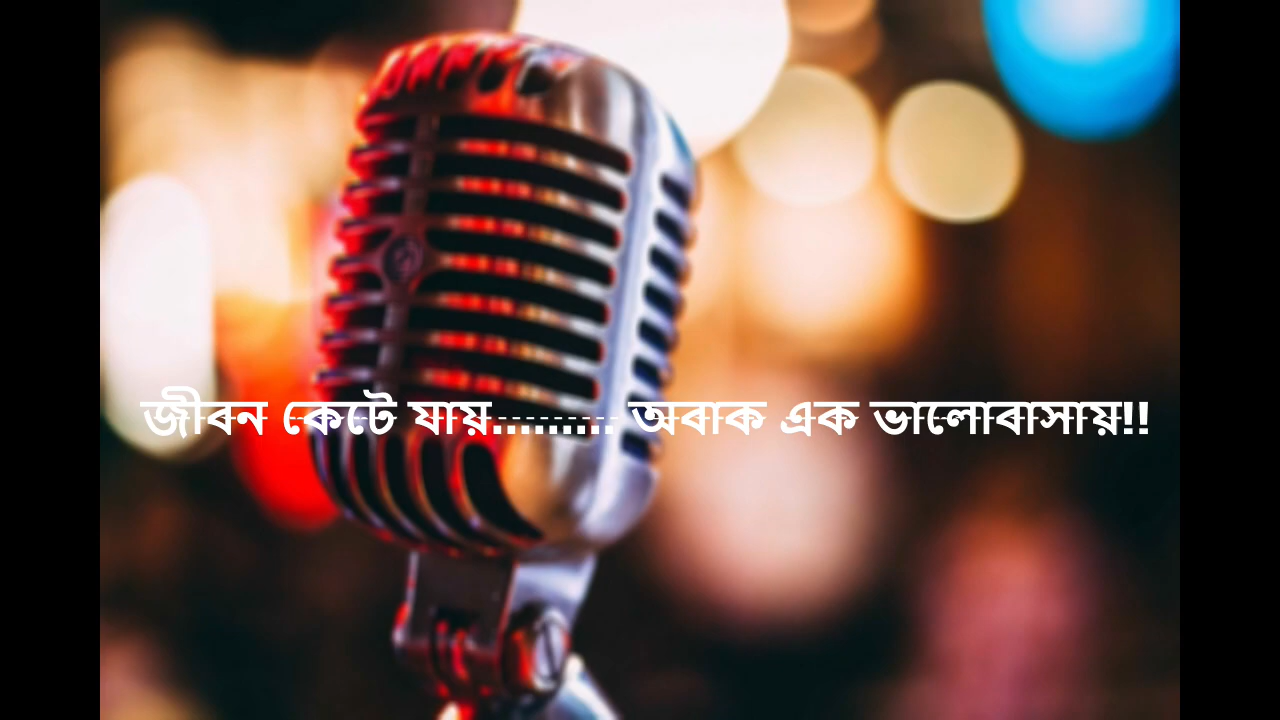 জীবন কেটে যায়......... অবাক এক ভালোবাসায়!!